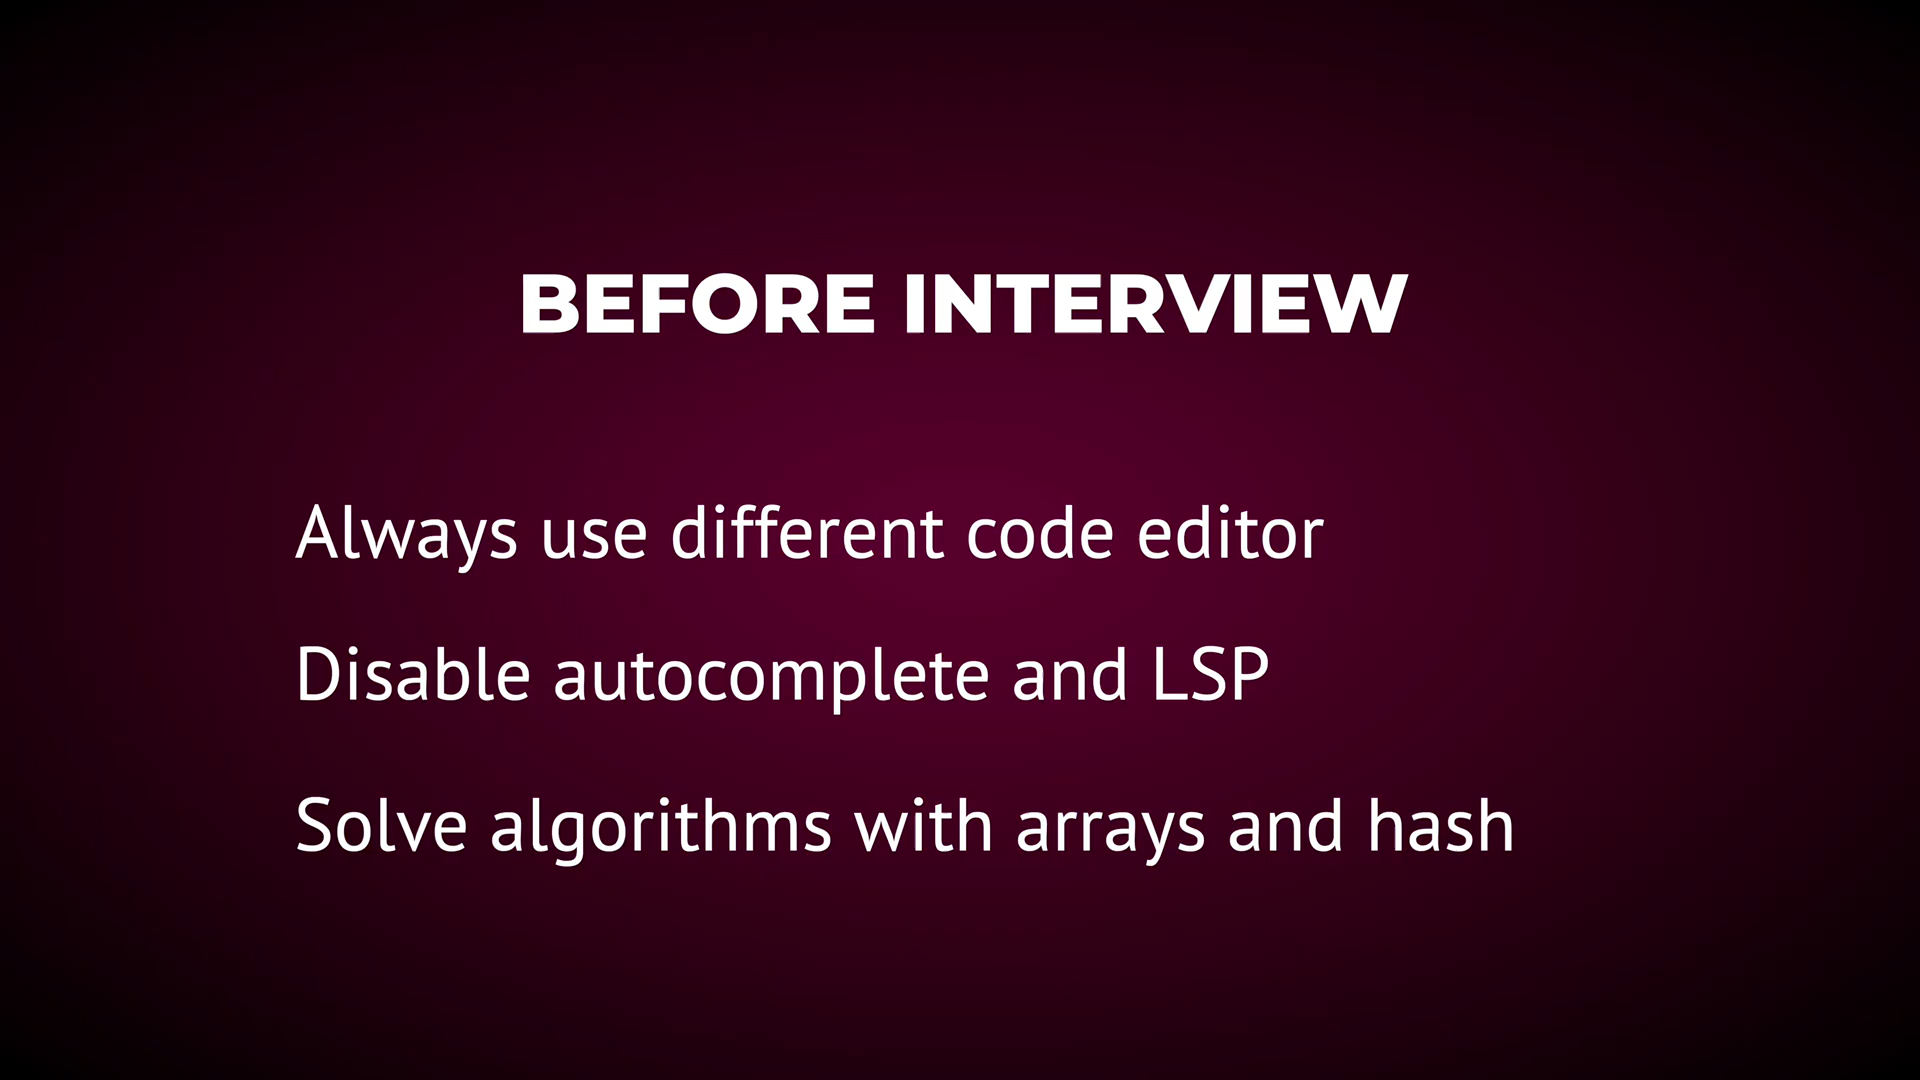 BEFORE INTERVIEW
Always use different code editor
Disable autocomplete and LSP
Solve algorithms with arrays and hash